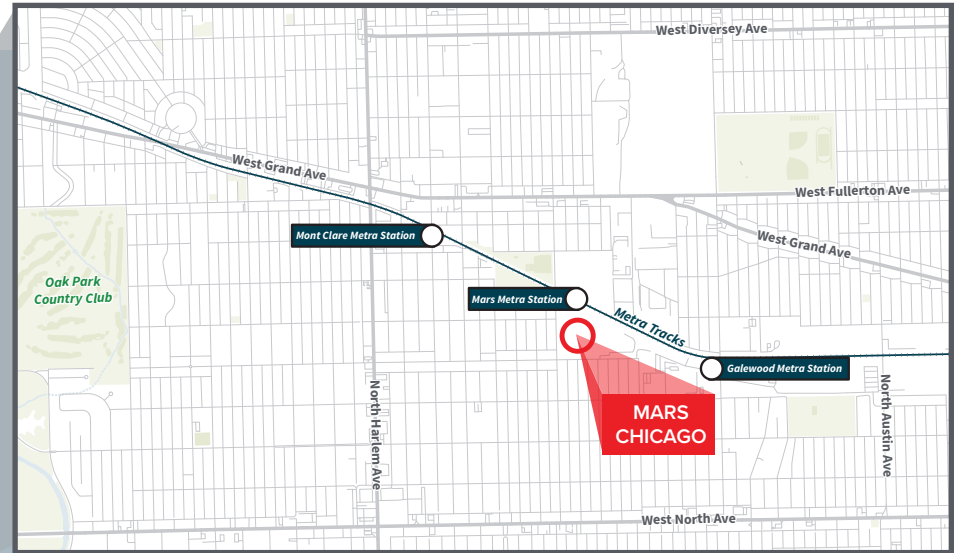 West Diversey Ave
West Grand Ave
West Fullerton Ave
Mont Clare Metra Station
West Grand Ave
Oak Park
Country Club
Mars Metra Station
Metra Tracks
Galewood Metra Station
North Harlem Ave
North Austin Ave
MARS
CHICAGO
West North Ave